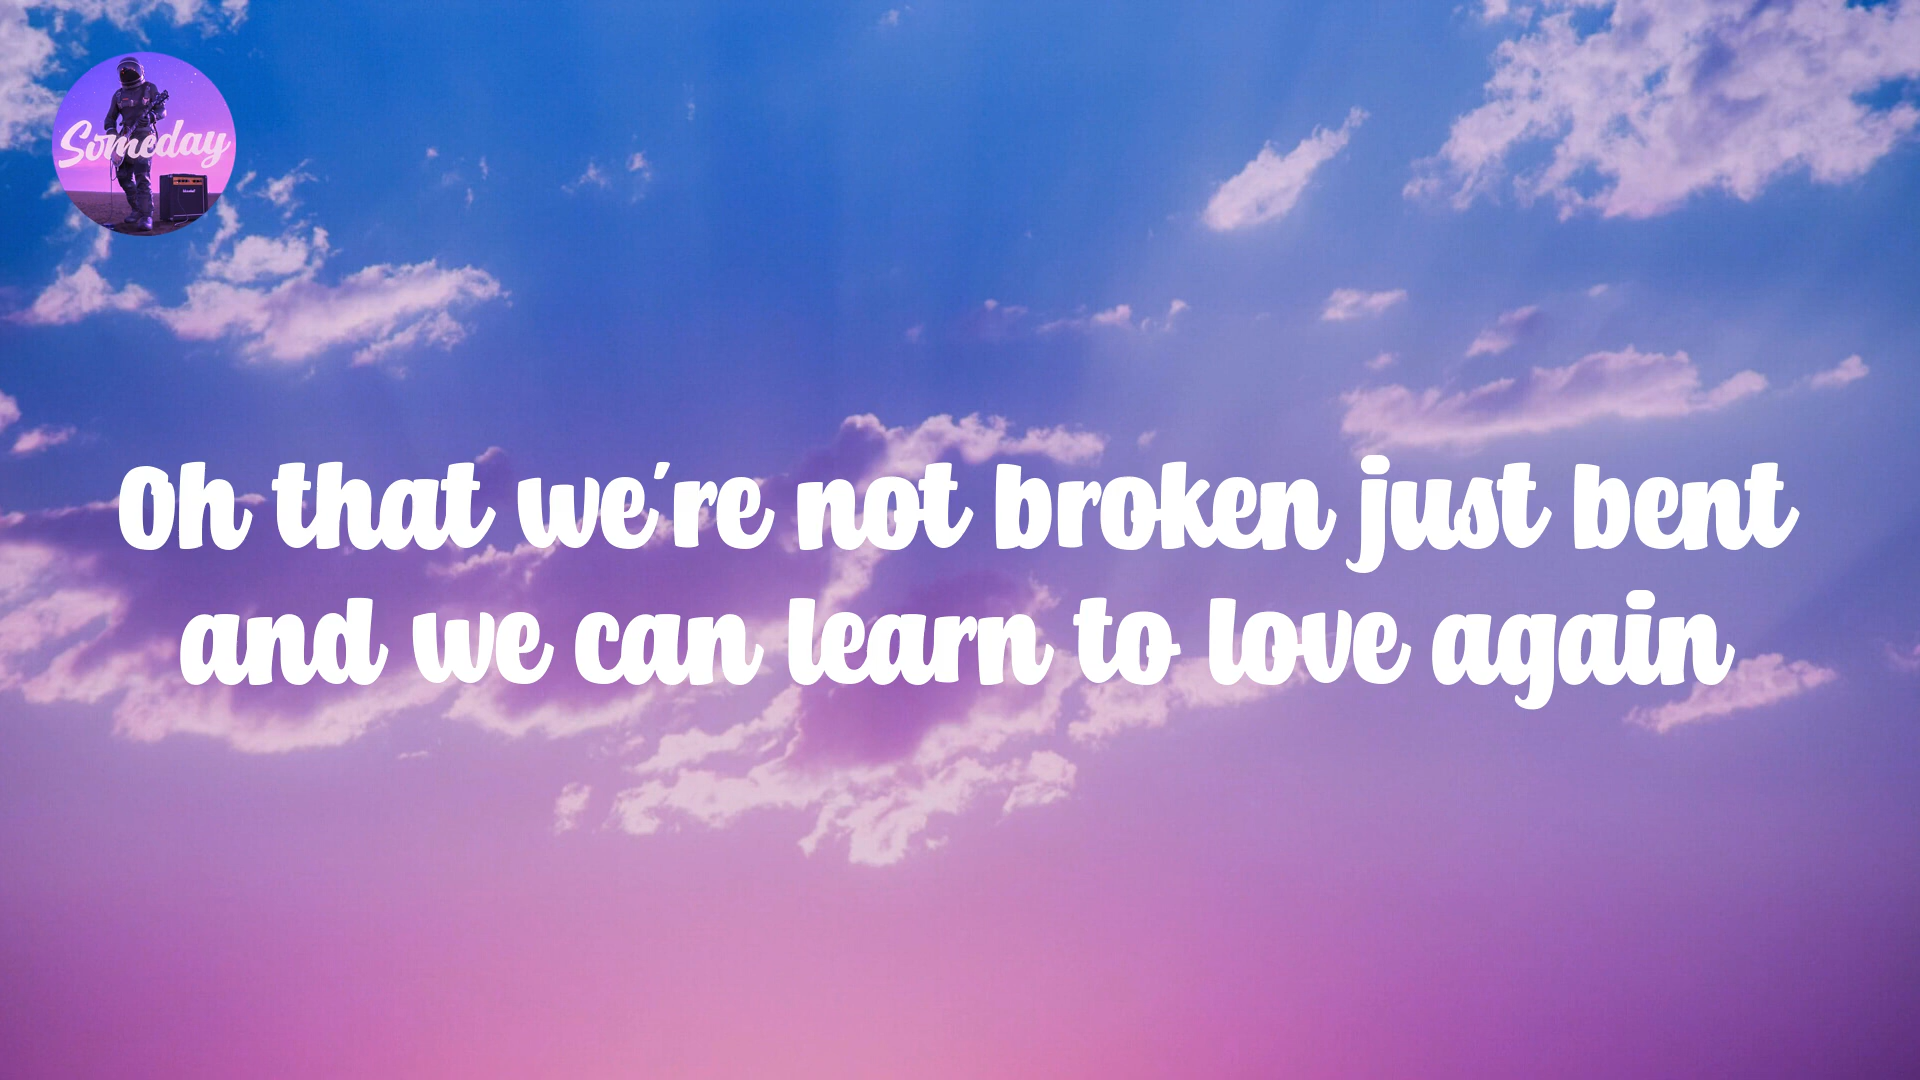 Someday
Oh that we're not broken just bent
and we can learn to love again